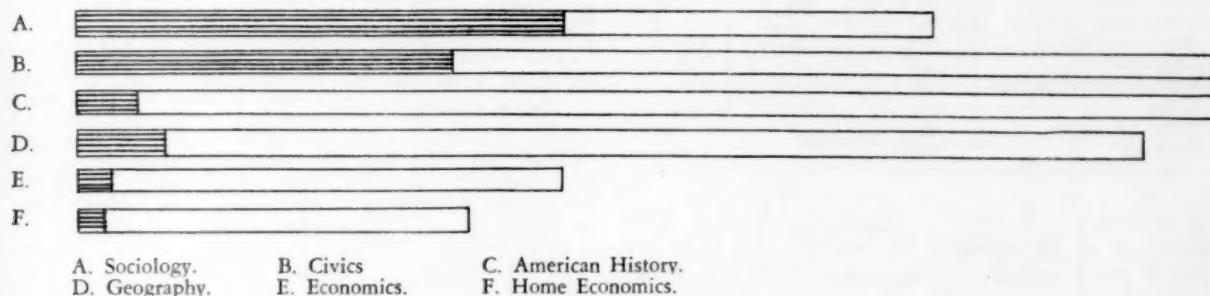 A.
B.
C.
D.
E.
F.
A. Sociology. B. Civics C. American History.
D. Geography. E. Economics. F. Home Economics.